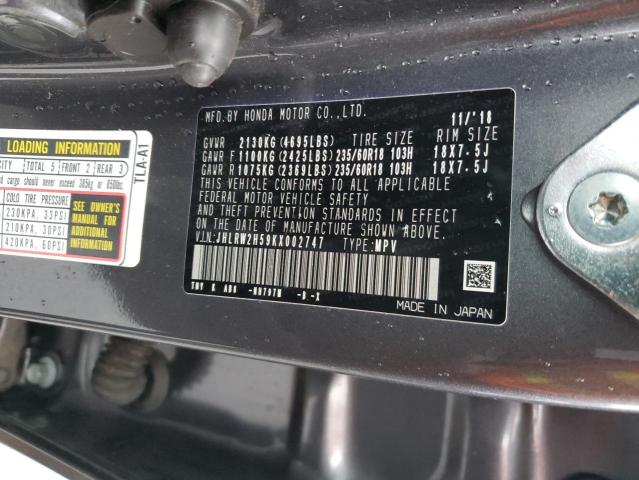 MFD.BY HONDA MOTOR CO.,LTD. 11/'18
GVWR 2130KG(4695LBS) TIRE SIZE RIM SIZE
GAWR F 1100KG(2425LBS) 235/60R18 103H 18X7.5J
GAWR R 1075KG(2369LBS) 235/60R18 103H 18X7.5J
THIS VEHICLE CONFORMS TO ALL APPLICABLE
FEDERAL MOTOR VEHICLE SAFETY
AND THEFT PREVENTION STANDARDS IN EFFECT
ON THE DATE OF MANUFACTURE SHOWN ABOVE.
VIN:JHLRW2H59KX002747 TYPE:MPV
-NH797M -B -X
MADE IN JAPAN
LOADING INFORMATION
CITY TOTAL 5 FRONT 2 REAR 3
and cargo should never exceed 385kg or 850lbs.
COLD TIRE PRESSURE
230KPA, 33PSI
210KPA, 30PSI
420KPA, 60PSI
SEE OWNER'S
MANUAL FOR
ADDITIONAL
INFORMATION
TLA-A1